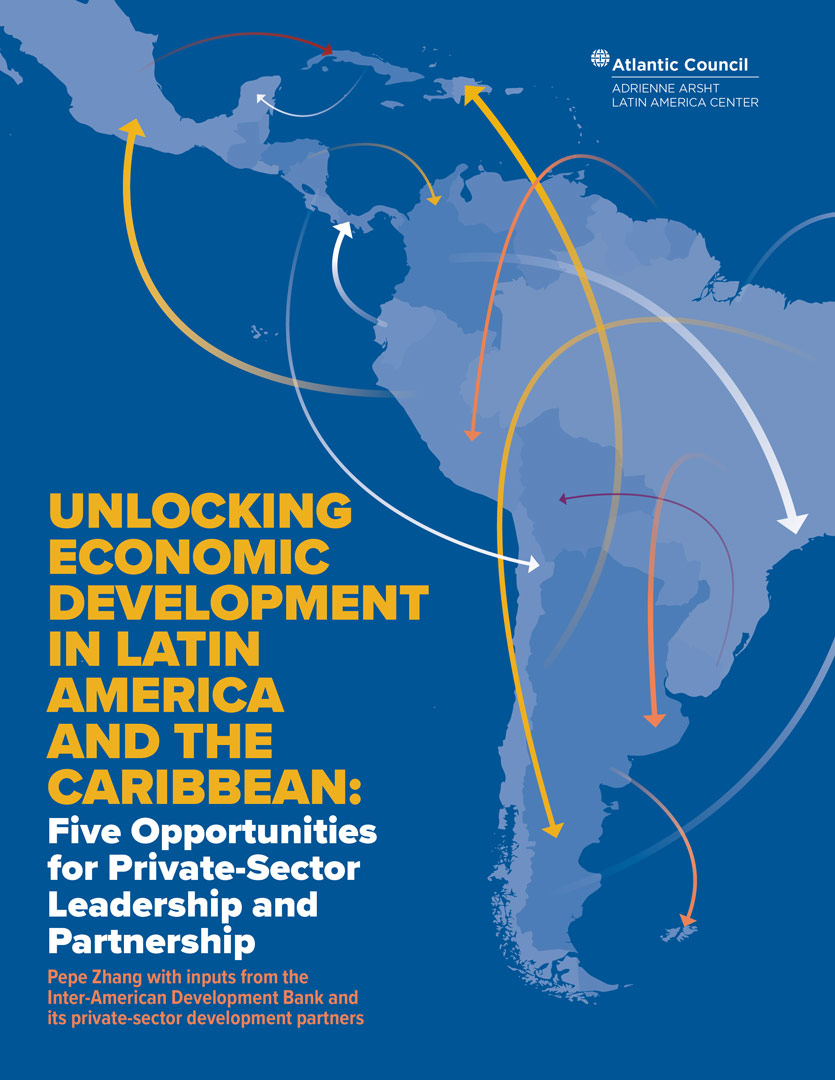 Atlantic Council
ADRIENNE ARSHT
LATIN AMERICA CENTER
UNLOCKING
ECONOMIC
DEVELOPMENT
IN LATIN
AMERICA
AND THE
CARIBBEAN:
Five Opportunities
for Private-Sector
Leadership and
Partnership
Pepe Zhang with inputs from the
Inter-American Development Bank and
its private-sector development partners